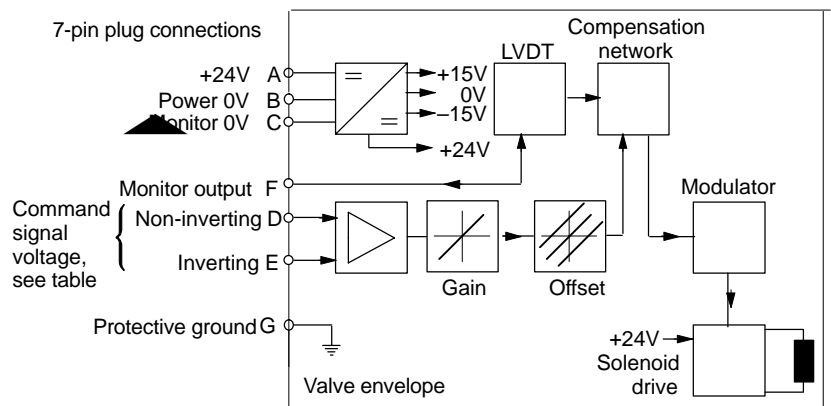 7-pin plug connections
+24V A
Power 0V B
Monitor 0V C
Monitor output F
Command
signal
voltage,
see table
Non-inverting D
Inverting E
Protective ground G
+15V
0V
–15V
+24V
LVDT
Compensation
network
Gain
Offset
Modulator
+24V
Solenoid
drive
Valve envelope